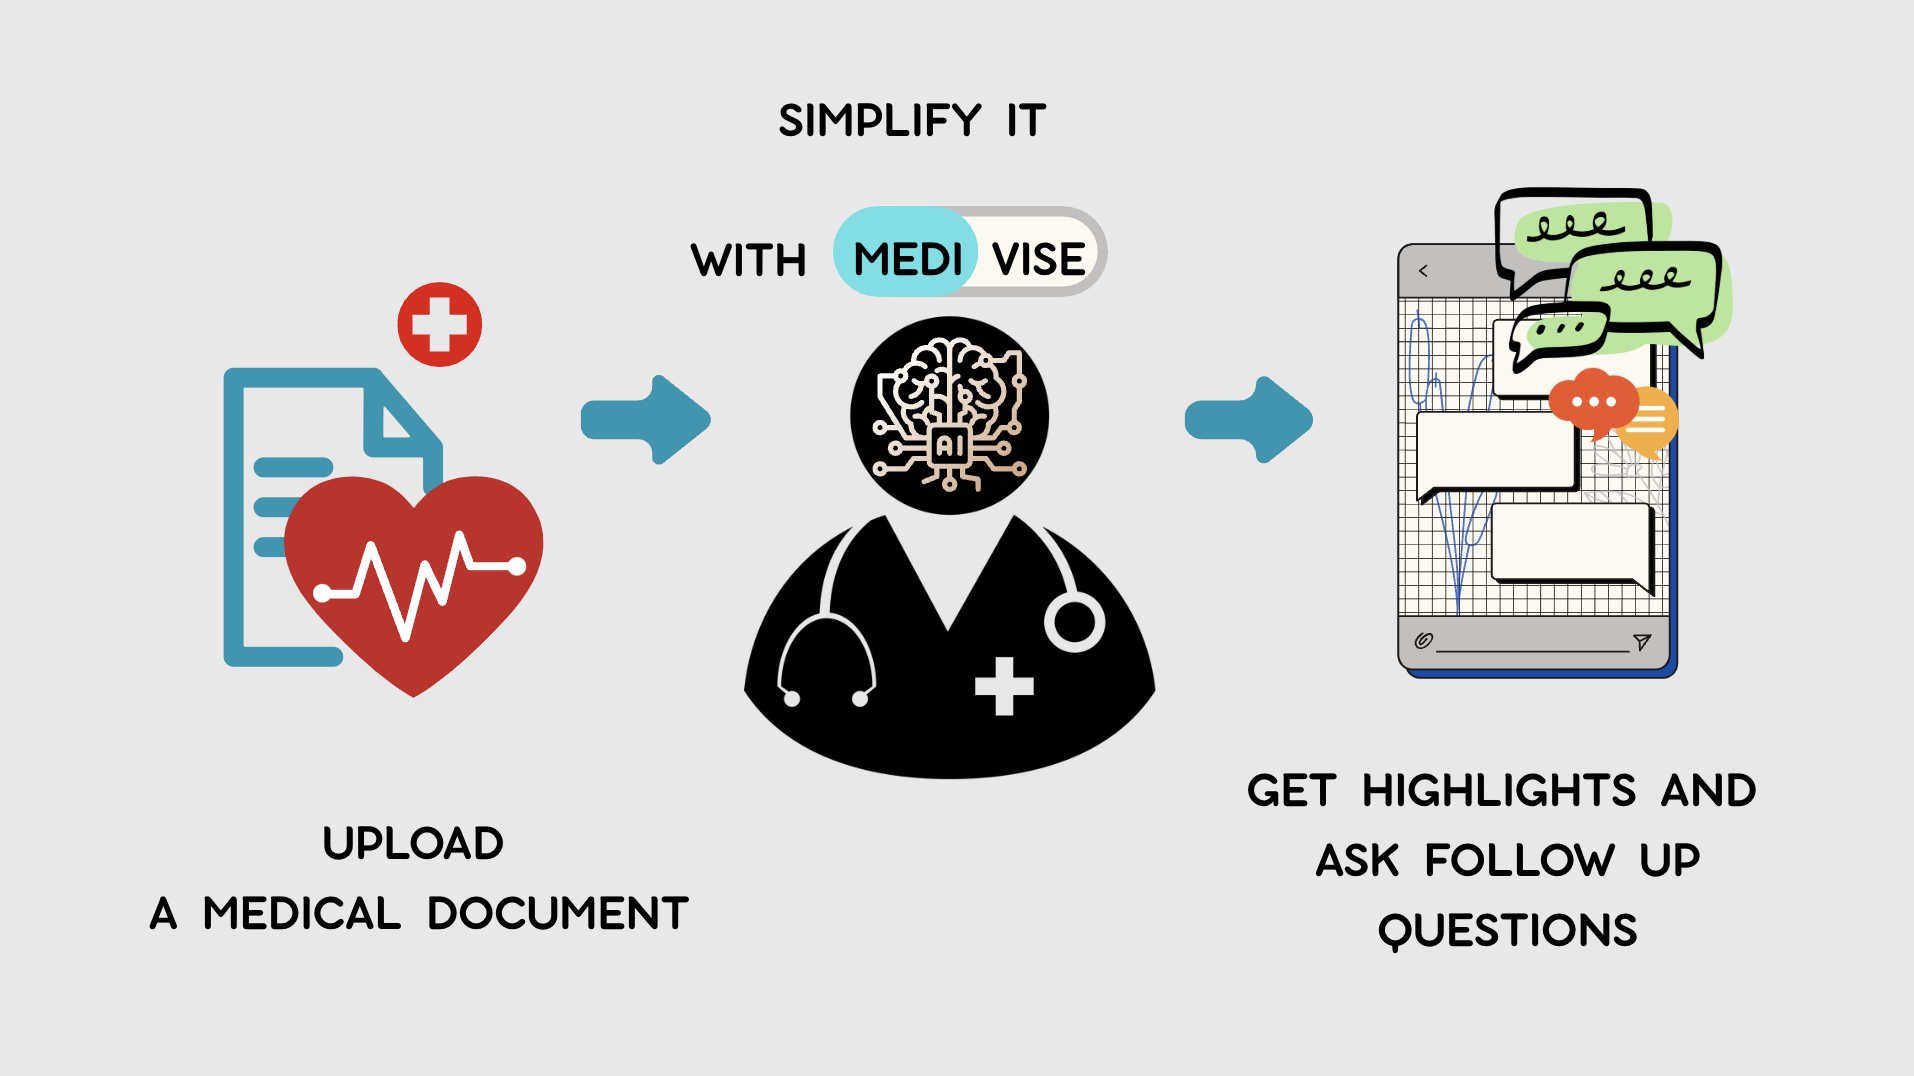 SIMPLIFY IT
WITH MEDI VISE
AI
UPLOAD
A MEDICAL DOCUMENT
GET HIGHLIGHTS AND
ASK FOLLOW UP
QUESTIONS